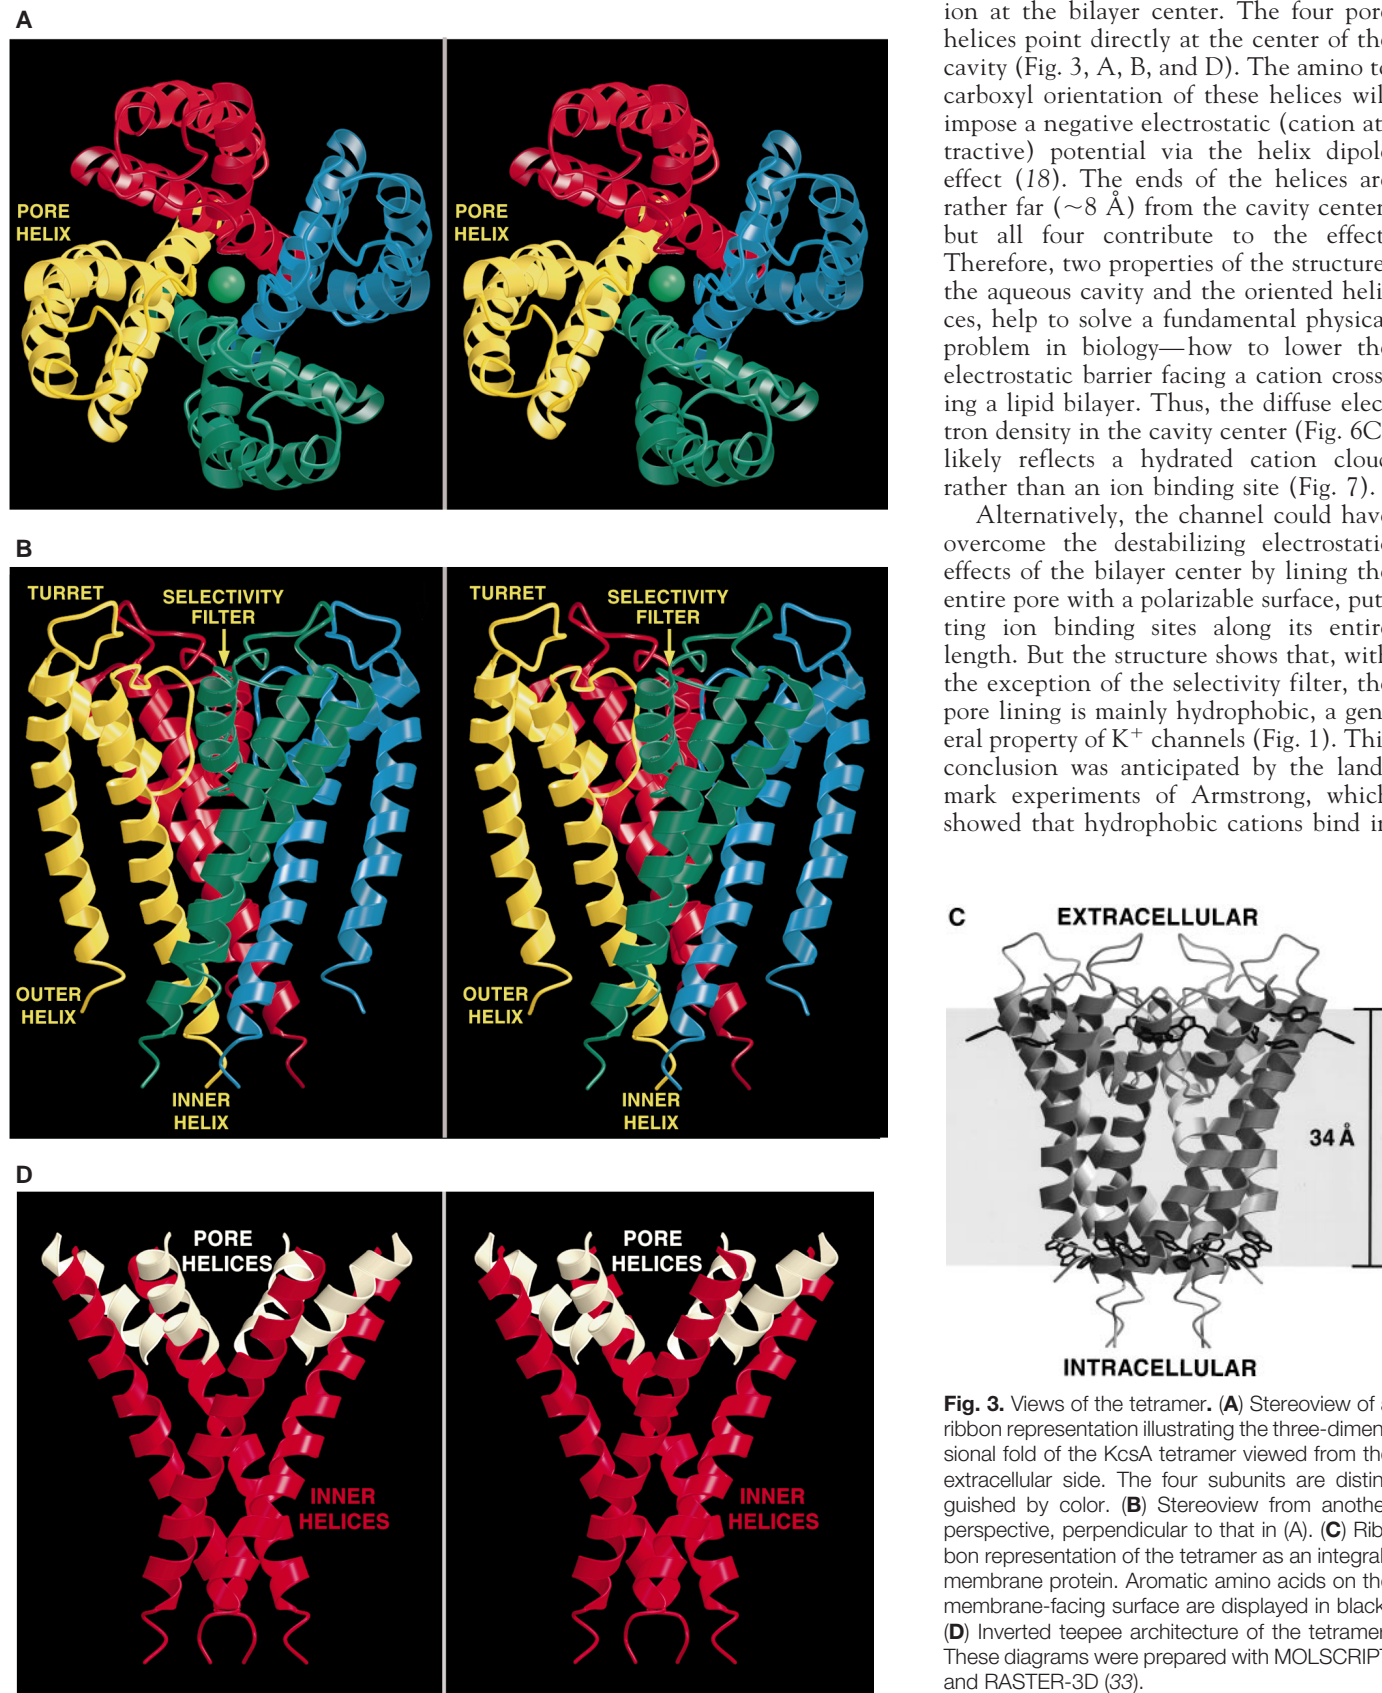 A
PORE
HELIX
PORE
HELIX
B
TURRET
SELECTIVITY
FILTER
OUTER
HELIX
INNER
HELIX
TURRET
SELECTIVITY
FILTER
OUTER
HELIX
INNER
HELIX
D
PORE
HELICES
INNER
HELICES
PORE
HELICES
INNER
HELICES
ion at the bilayer center. The four pore
helices point directly at the center of the
cavity (Fig. 3, A, B, and D). The amino to
carboxyl orientation of these helices wil
impose a negative electrostatic (cation at
tractive) potential via the helix dipole
effect (18). The ends of the helices are
rather far (~8 Å) from the cavity center
but all four contribute to the effect
Therefore, two properties of the structure
the aqueous cavity and the oriented heli
ces, help to solve a fundamental physica
problem in biology—how to lower the
electrostatic barrier facing a cation cross
ing a lipid bilayer. Thus, the diffuse elec
tron density in the cavity center (Fig. 6C
likely reflects a hydrated cation cloud
rather than an ion binding site (Fig. 7).
Alternatively, the channel could have
overcome the destabilizing electrostatic
effects of the bilayer center by lining the
entire pore with a polarizable surface, put
ting ion binding sites along its entire
length. But the structure shows that, with
the exception of the selectivity filter, the
pore lining is mainly hydrophobic, a gen
eral property of K+ channels (Fig. 1). Thi
conclusion was anticipated by the land
mark experiments of Armstrong, which
showed that hydrophobic cations bind in
C
EXTRACELLULAR
34 Å
INTRACELLULAR
Fig. 3. Views of the tetramer. (A) Stereoview of a
ribbon representation illustrating the three-dimen
sional fold of the KcsA tetramer viewed from the
extracellular side. The four subunits are distin
guished by color. (B) Stereoview from anothe
perspective, perpendicular to that in (A). (C) Rib
bon representation of the tetramer as an integral
membrane protein. Aromatic amino acids on the
membrane-facing surface are displayed in black
(D) Inverted teepee architecture of the tetramer
These diagrams were prepared with MOLSCRIPT
and RASTER-3D (33).